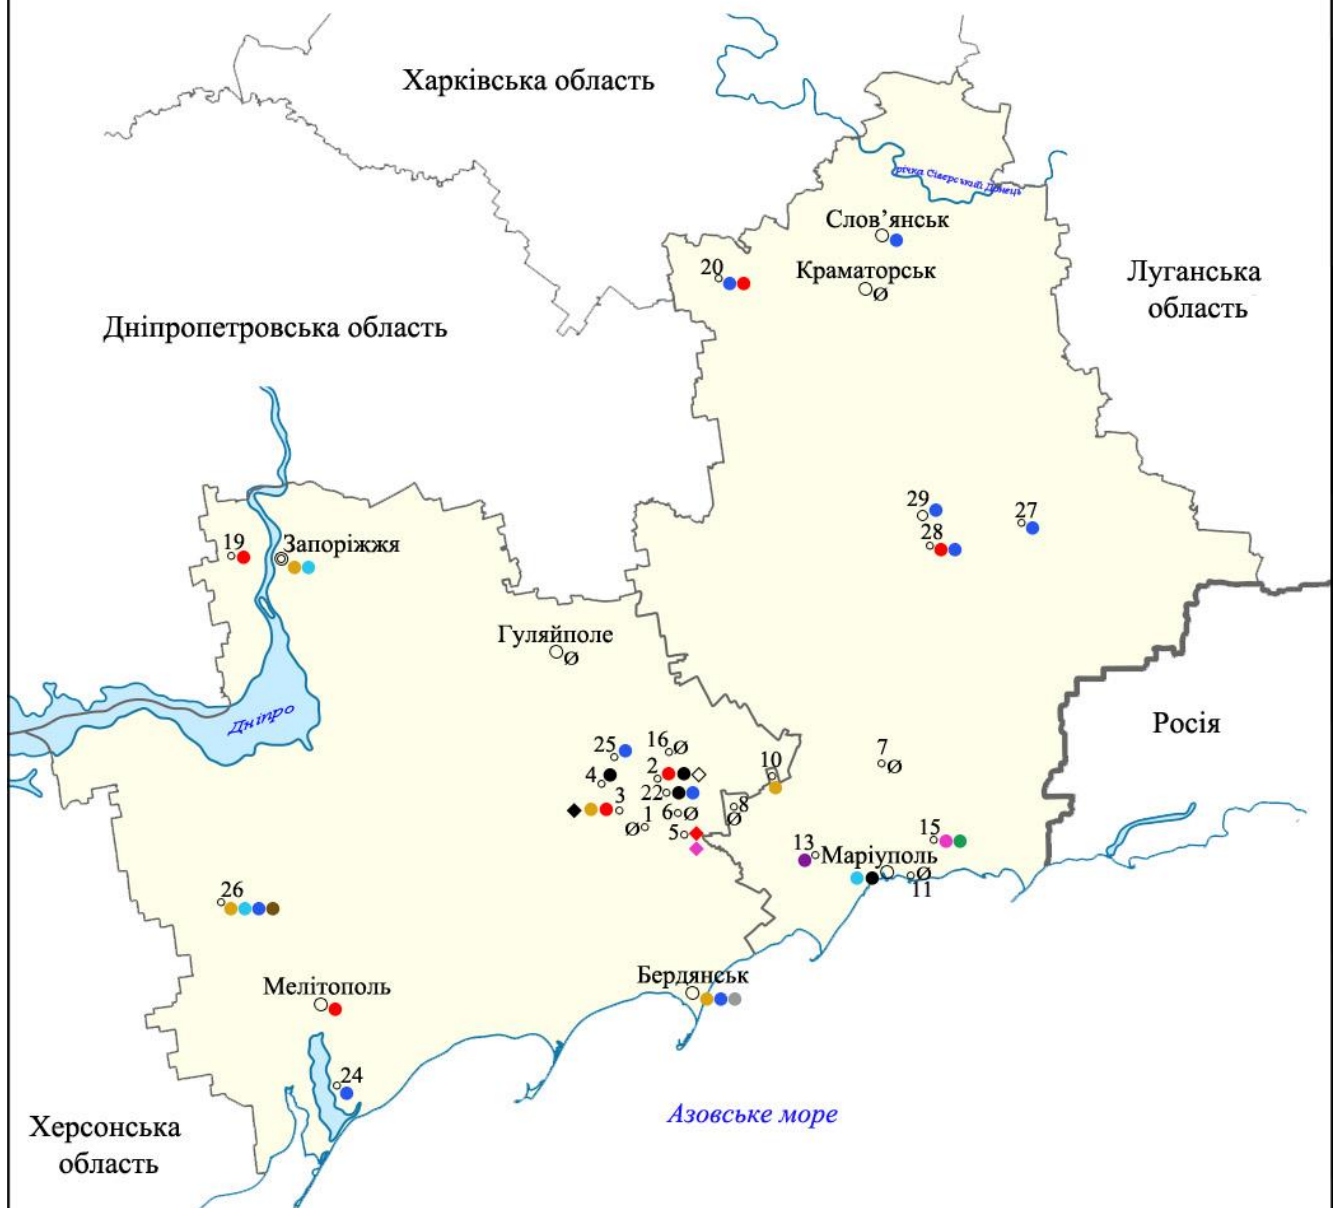 Харківська область
річка Сіверський Донець
Слов’янськ
20
Краматорськ
Ø
Луганська
область
Дніпропетровська область
29
27
28
19
Запоріжжя
Гуляйполе
Ø
Дніпро
Росія
25
16
Ø
7
Ø
4
2
10
22
3
1
6
Ø
8
Ø
Ø
5
15
13
Маріуполь
Ø
11
26
Мелітополь
Бердянськ
24
Азовське море
Херсонська
область